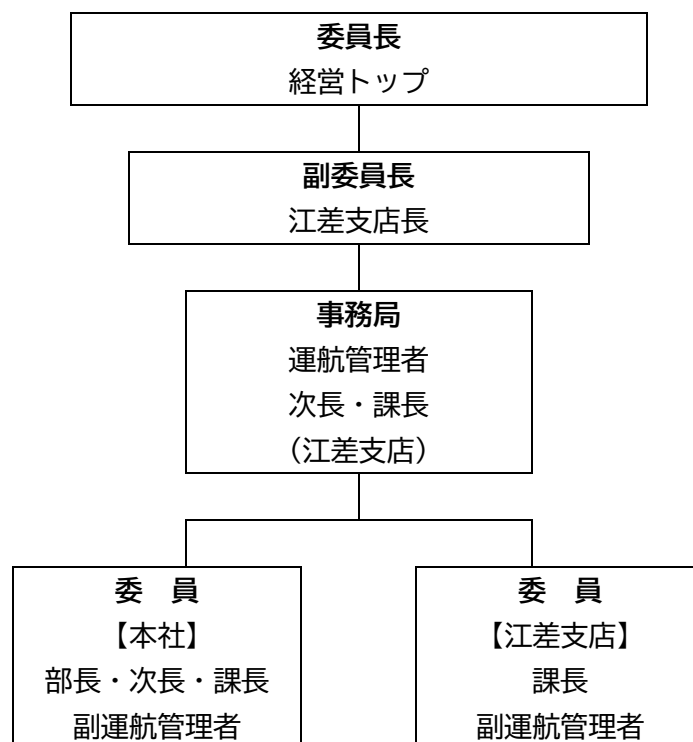 委員長
経営トップ
副委員長
江差支店長
事務局
運航管理者
次長・課長
（江差支店）
委　員
【本社】
部長・次長・課長
副運航管理者
委　員
【江差支店】
課長
副運航管理者